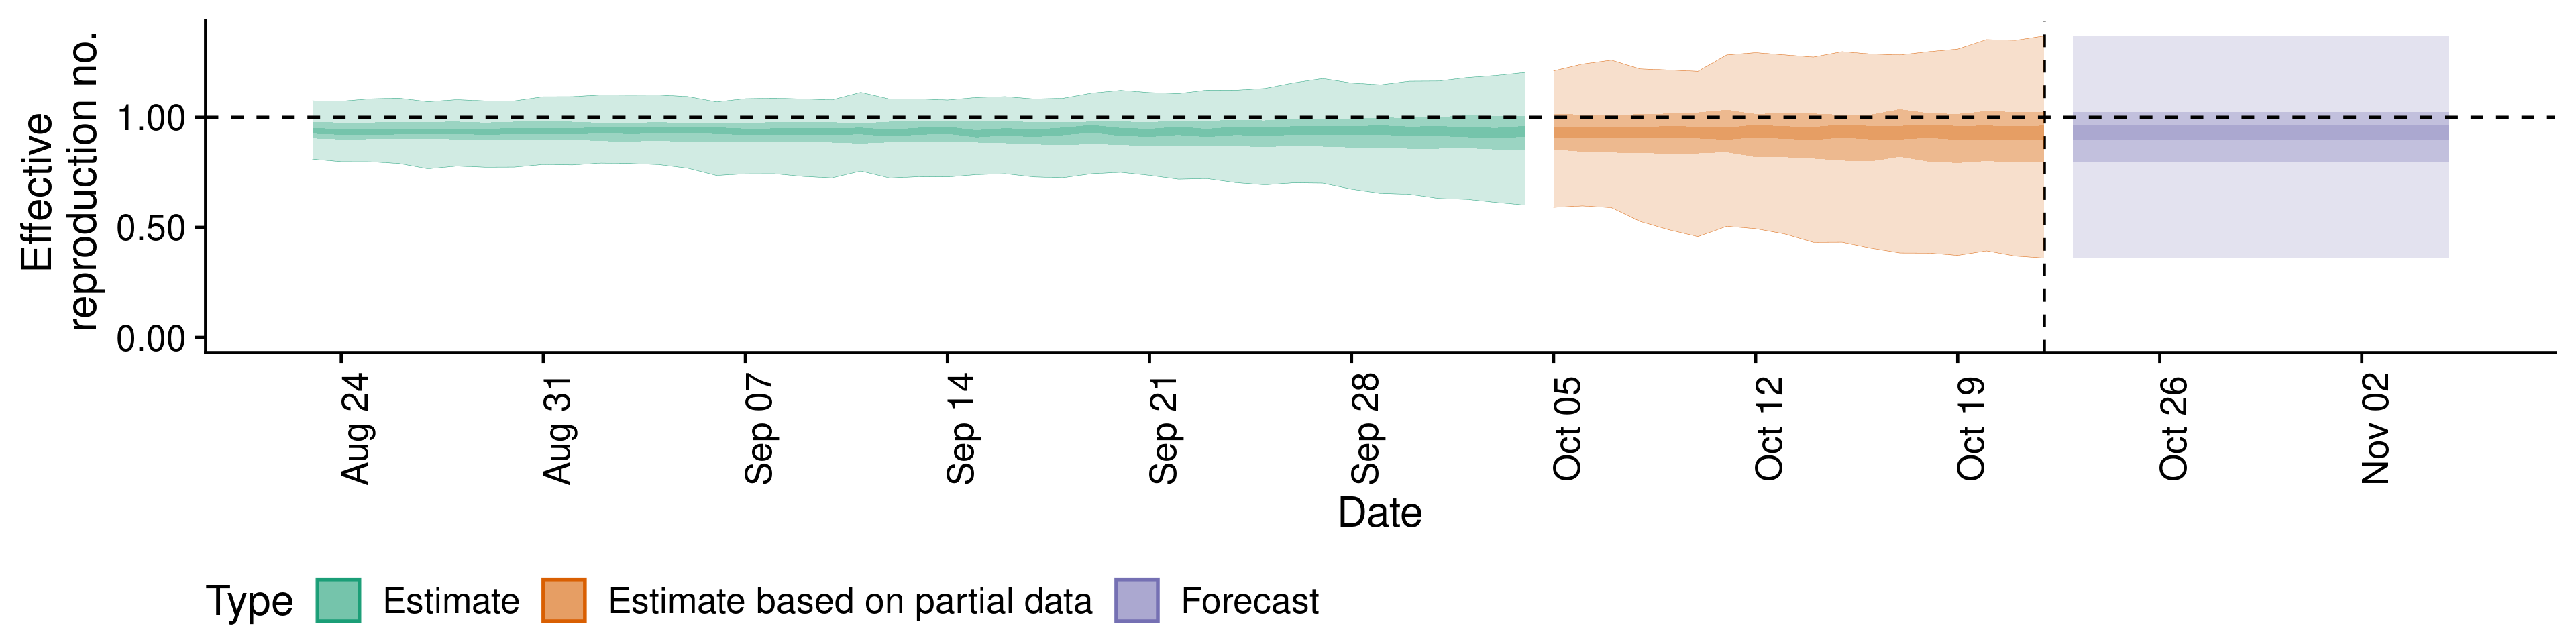 Effective
reproduction no.
1.00
0.50
0.00
Aug 24
Aug 31
Sep 07
Sep 14
Sep 21
Sep 28
Oct 05
Oct 12
Oct 19
Oct 26
Nov 02
Date
Type Estimate Estimate based on partial data Forecast